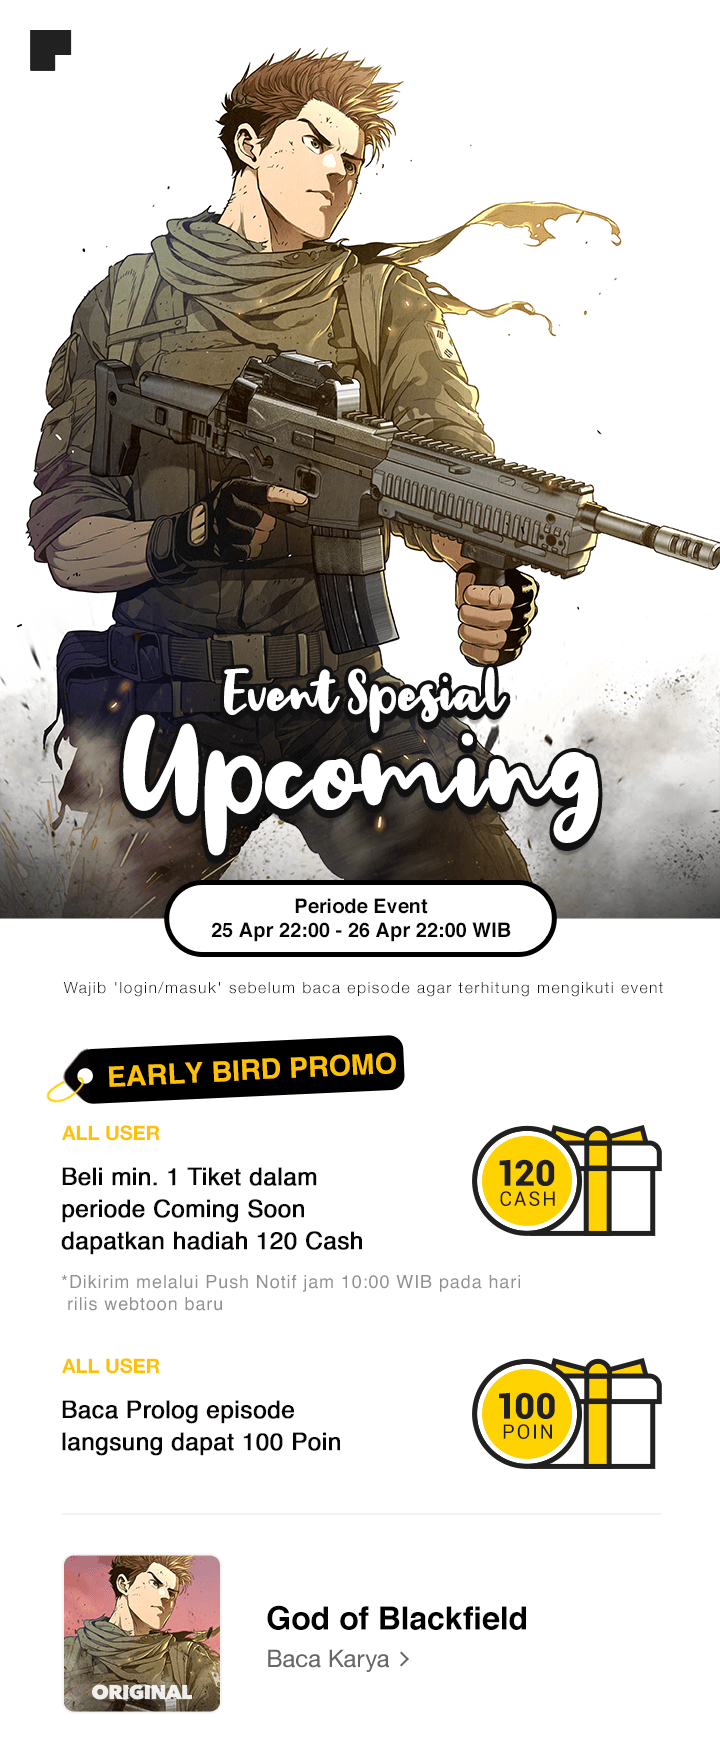 Event Spesial
Upcoming
Periode Event
25 Apr 22:00 - 26 Apr 22:00 WIB
Wajib 'login/masuk' sebelum baca episode agar terhitung mengikuti event
EARLY BIRD PROMO
ALL USER
Beli min. 1 Tiket dalam
periode Coming Soon
dapatkan hadiah 120 Cash
*Dikirim melalui Push Notif jam 10:00 WIB pada hari
rilis webtoon baru
120
CASH
ALL USER
Baca Prolog episode
langsung dapat 100 Poin
100
POIN
ORIGINAL
God of Blackfield
Baca Karya >